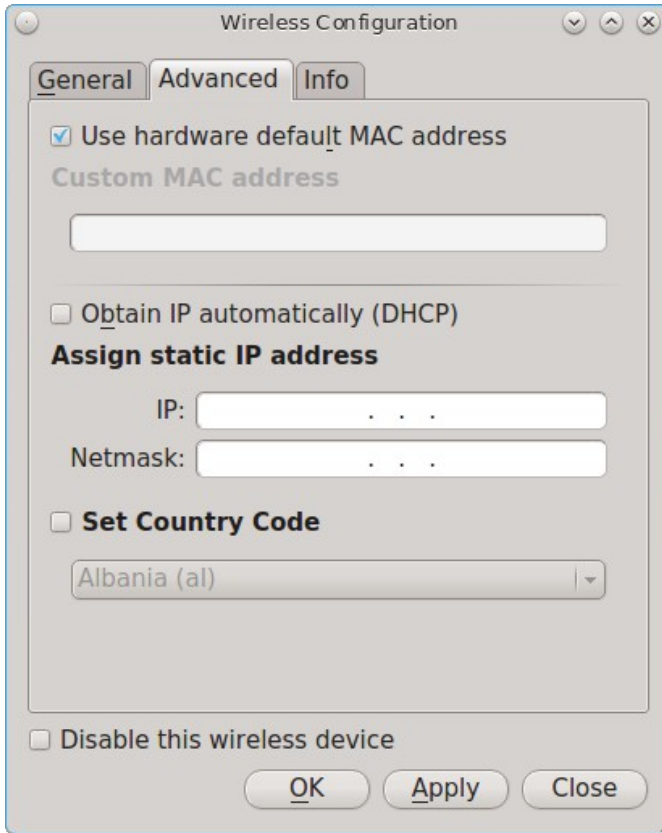 Wireless Configuration
General Advanced Info
Use hardware default MAC address
Custom MAC address
Obtain IP automatically (DHCP)
Assign static IP address
IP: . . .
Netmask: . . .
Set Country Code
Albania (al)
Disable this wireless device
OK Apply Close